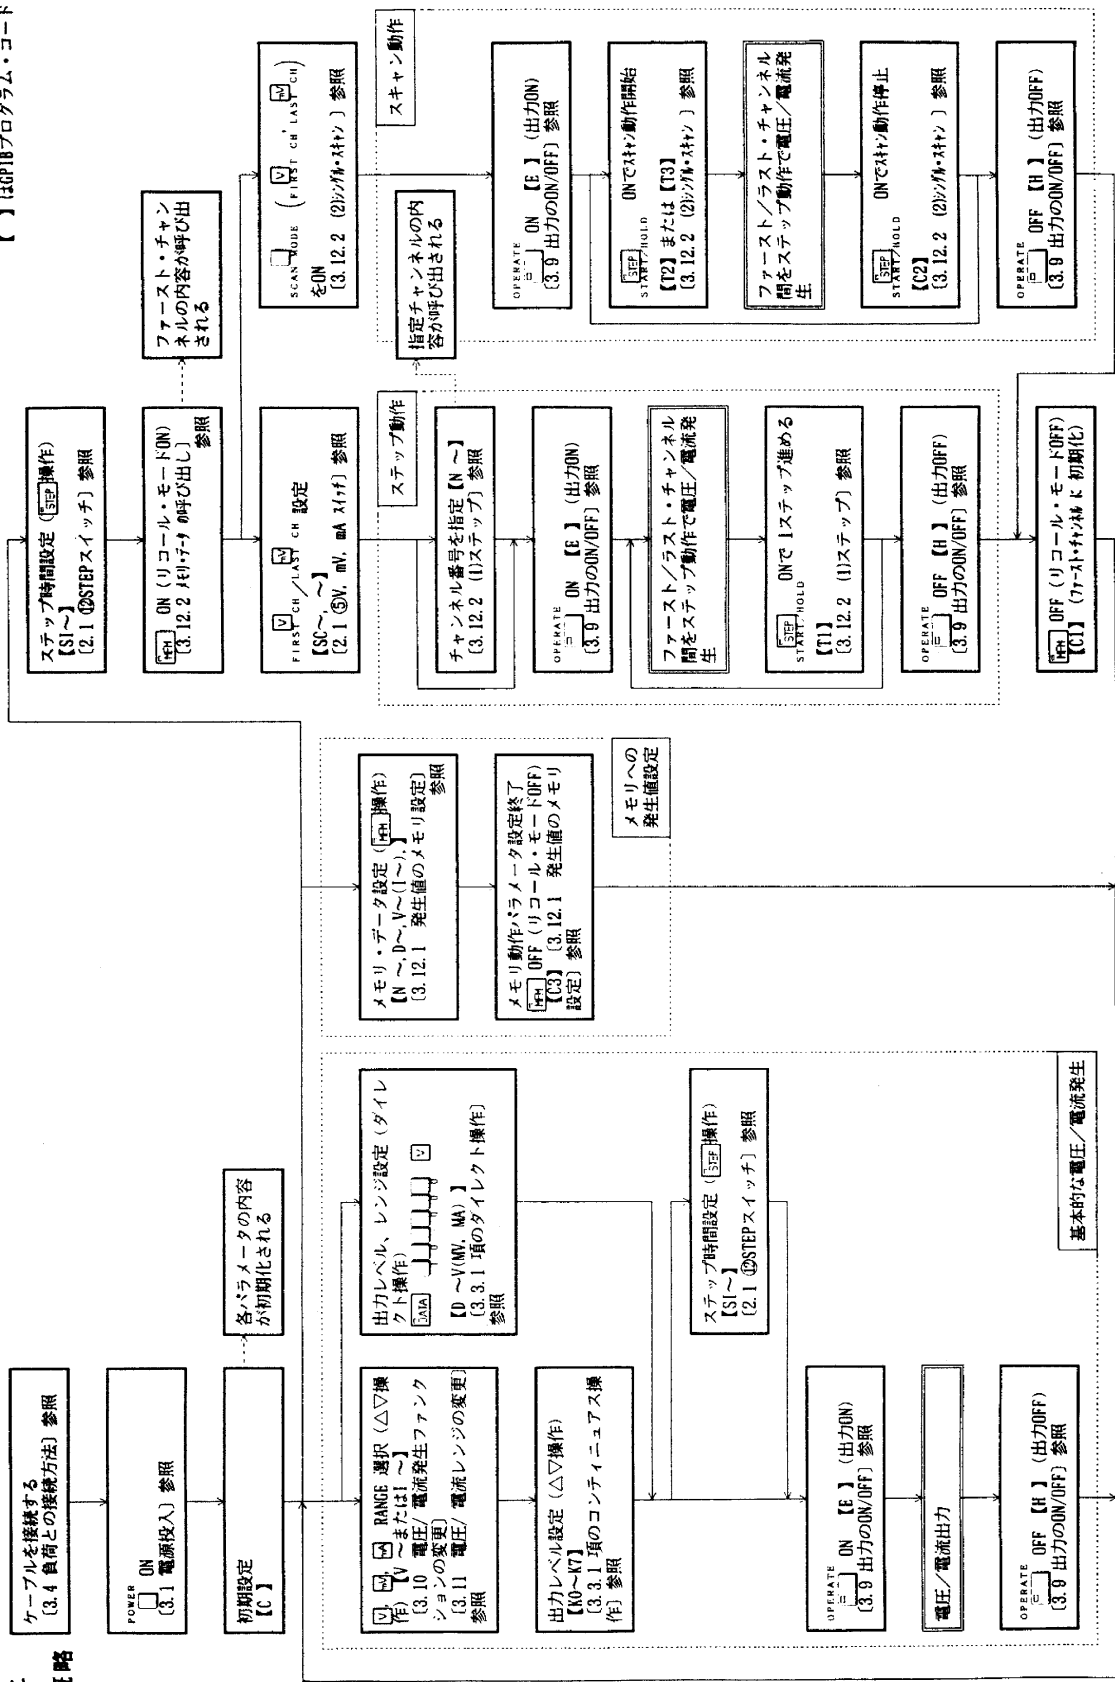 【 】はGPIBプログラム・コード
ケーブルを接続する
〔3.4 負荷との接続方法〕参照
POWER
ON
〔3.1 電源投入〕参照
初期設定
【C 】
各パラメータの内容
が初期化される
V, mV, mA RANGE 選択 (△▽操
作)【V ~またはI ~】
〔3.10 電圧/電流発生ファンク
ションの変更〕
〔3.11 電圧/電流レンジの変更〕
参照
出力レベル設定 (△▽操作)
【K0~K7】
〔3.3.1 項のコンティニュアス操
作〕参照
出力レベル、レンジ設定 (ダイレ
クト操作)
DATA V
【D ~V(MV, MA) 】
〔3.3.1 項のダイレクト操作〕
参照
ステップ時間設定 (STEP操作)
【SI~】
〔2.1 ⑫STEPスイッチ〕参照
OPERATE
ON 【E 】 (出力ON)
〔3.9 出力のON/OFF〕参照
電圧/電流出力
OPERATE
OFF 【H 】 (出力OFF)
〔3.9 出力のON/OFF〕参照
基本的な電圧/電流発生
メモリ・データ設定 (MEM操作)
【N ~,D~,V~(I~),】
〔3.12.1 発生値のメモリ設定〕
参照
メモリ動作パラメータ設定終了
MEM OFF (リコール・モードOFF)
【C3】 〔3.12.1 発生値のメモリ
設定〕参照
メモリへの
発生値設定
ステップ時間設定 (STEP操作)
【SI~】
〔2.1 ⑫STEPスイッチ〕参照
MEM ON (リコール・モードON)
〔3.12.2 メモリ・データの呼び出し〕
参照
ファースト・チャン
ネルの内容が呼び出
される
V / mV 設定
FIRST CH/LAST CH
【SC~, ~】
〔2.1 ⑤V, mV, mA スイッチ〕参照
ステップ動作
チャンネル番号を指定【N ~】
〔3.12.2 (1)ステップ〕参照
指定チャンネルの内
容が呼び出される
OPERATE
ON 【E 】 (出力ON)
〔3.9 出力のON/OFF〕参照
ファースト/ラスト・チャンネル
間をステップ動作で電圧/電流発
生
STEP ONで 1ステップ進める
START/HOLD
【T1】
〔3.12.2 (1)ステップ〕参照
OPERATE
OFF 【H 】 (出力OFF)
〔3.9 出力のON/OFF〕参照
MEM OFF (リコール・モードOFF)
【C1】 (ファースト・チャンネル に 初期化)
SCAN MODE ( V FIRST CH, mV LAST CH )
をON
〔3.12.2 (2)シングル・スキャン 〕参照
スキャン動作
OPERATE
ON 【E 】 (出力ON)
〔3.9 出力のON/OFF〕参照
STEP ONでスキャン動作開始
START/HOLD
【T2】または【T3】
〔3.12.2 (2)シングル・スキャン 〕参照
ファースト/ラスト・チャンネル
間をステップ動作で電圧/電流発
生
STEP ONでスキャン動作停止
START/HOLD
【C2】
〔3.12.2 (2)シングル・スキャン 〕参照
OPERATE
OFF 【H 】 (出力OFF)
〔3.9 出力のON/OFF〕参照